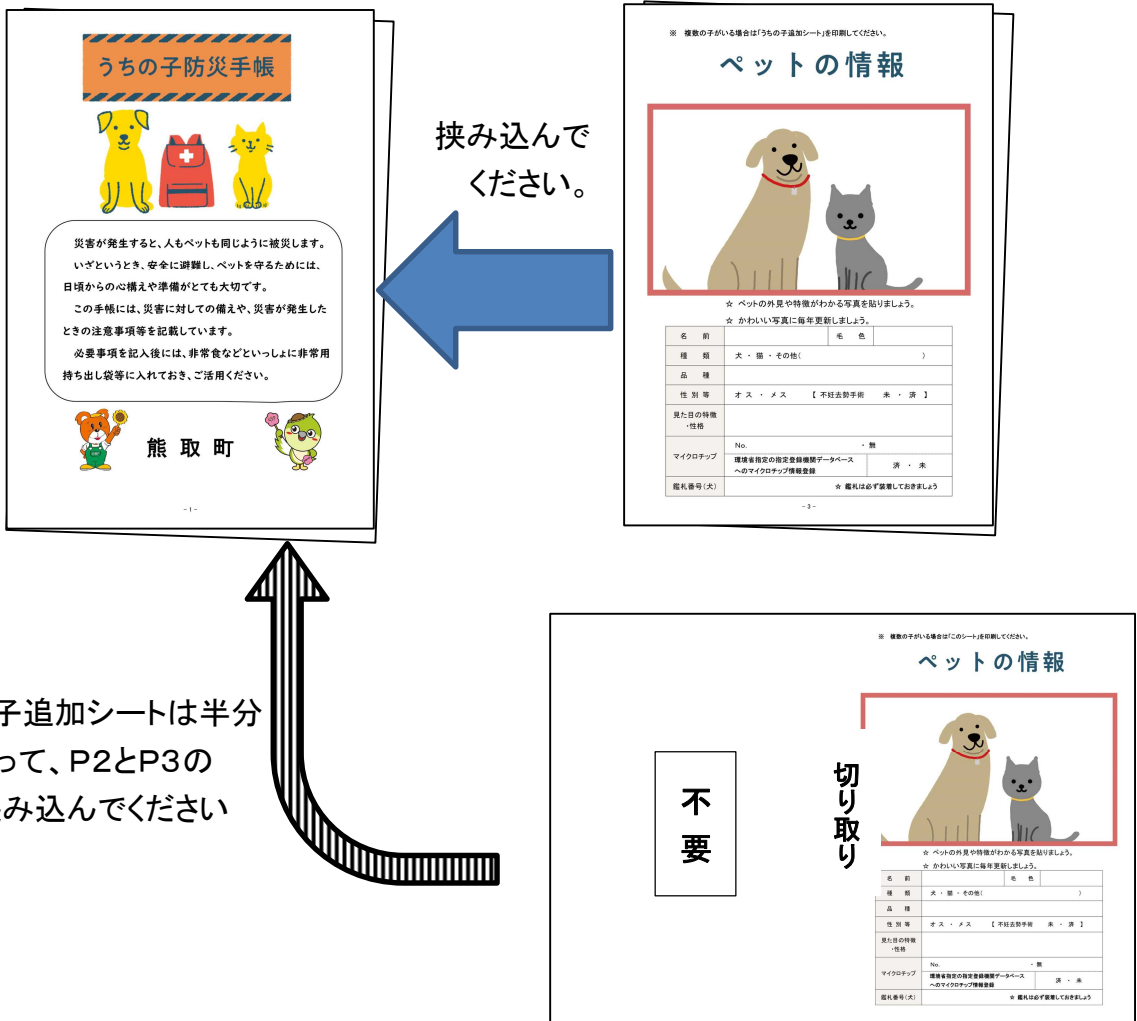 うちの子防災手帳
災害が発生すると、人もペットも同じように被災します。
いざというとき、安全に避難し、ペットを守るためには、
日頃からの心構えや準備がとても大切です。
この手帳には、災害に対しての備えや、災害が発生した
ときの注意事項等を記載しています。
必要事項を記入後には、非常食などといっしょに非常用
持ち出し袋等に入れておき、ご活用ください。
熊取町
-1-
挟み込んで
ください。
※ 複数の子がいる場合は「うちの子追加シート」を印刷してください。
ペットの情報
☆ ペットの外見や特徴がわかる写真を貼りましょう。
☆ かわいい写真に毎年更新しましょう。
名 前 毛 色
種 類 犬 ・ 猫 ・ その他( )
品 種
性別等 オス ・ メス 【 不妊去勢手術 未 ・ 済 】
見た目の特徴
・性格
マイクロチップ No. ・ 無
環境省指定の指定登録機関データベース
へのマイクロチップ情報登録 済 ・ 未
鑑札番号(犬) ☆ 鑑札は必ず装着しておきましょう
-3-
子追加シートは半分
って、P2とP3の
み込んでください
不要
切り取り
※ 複数の子がいる場合は「このシート」を印刷してください。
ペットの情報
☆ ペットの外見や特徴がわかる写真を貼りましょう。
☆ かわいい写真に毎年更新しましょう。
名 前 毛 色
種 類 犬 ・ 猫 ・ その他( )
品 種
性別等 オス ・ メス 【 不妊去勢手術 未 ・ 済 】
見た目の特徴
・性格
マイクロチップ No. ・ 無
環境省指定の指定登録機関データベース
へのマイクロチップ情報登録 済 ・ 未
鑑札番号(犬) ☆ 鑑札は必ず装着しておきましょう